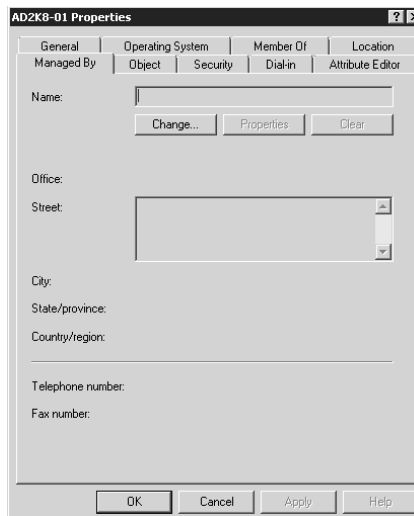 AD2K8-01 Properties
General Operating System Member Of Location
Managed By Object Security Dial-in Attribute Editor
Name:
Change... Properties Clear
Office:
Street:
City:
State/province:
Country/region:
Telephone number:
Fax number:
OK Cancel Apply Help